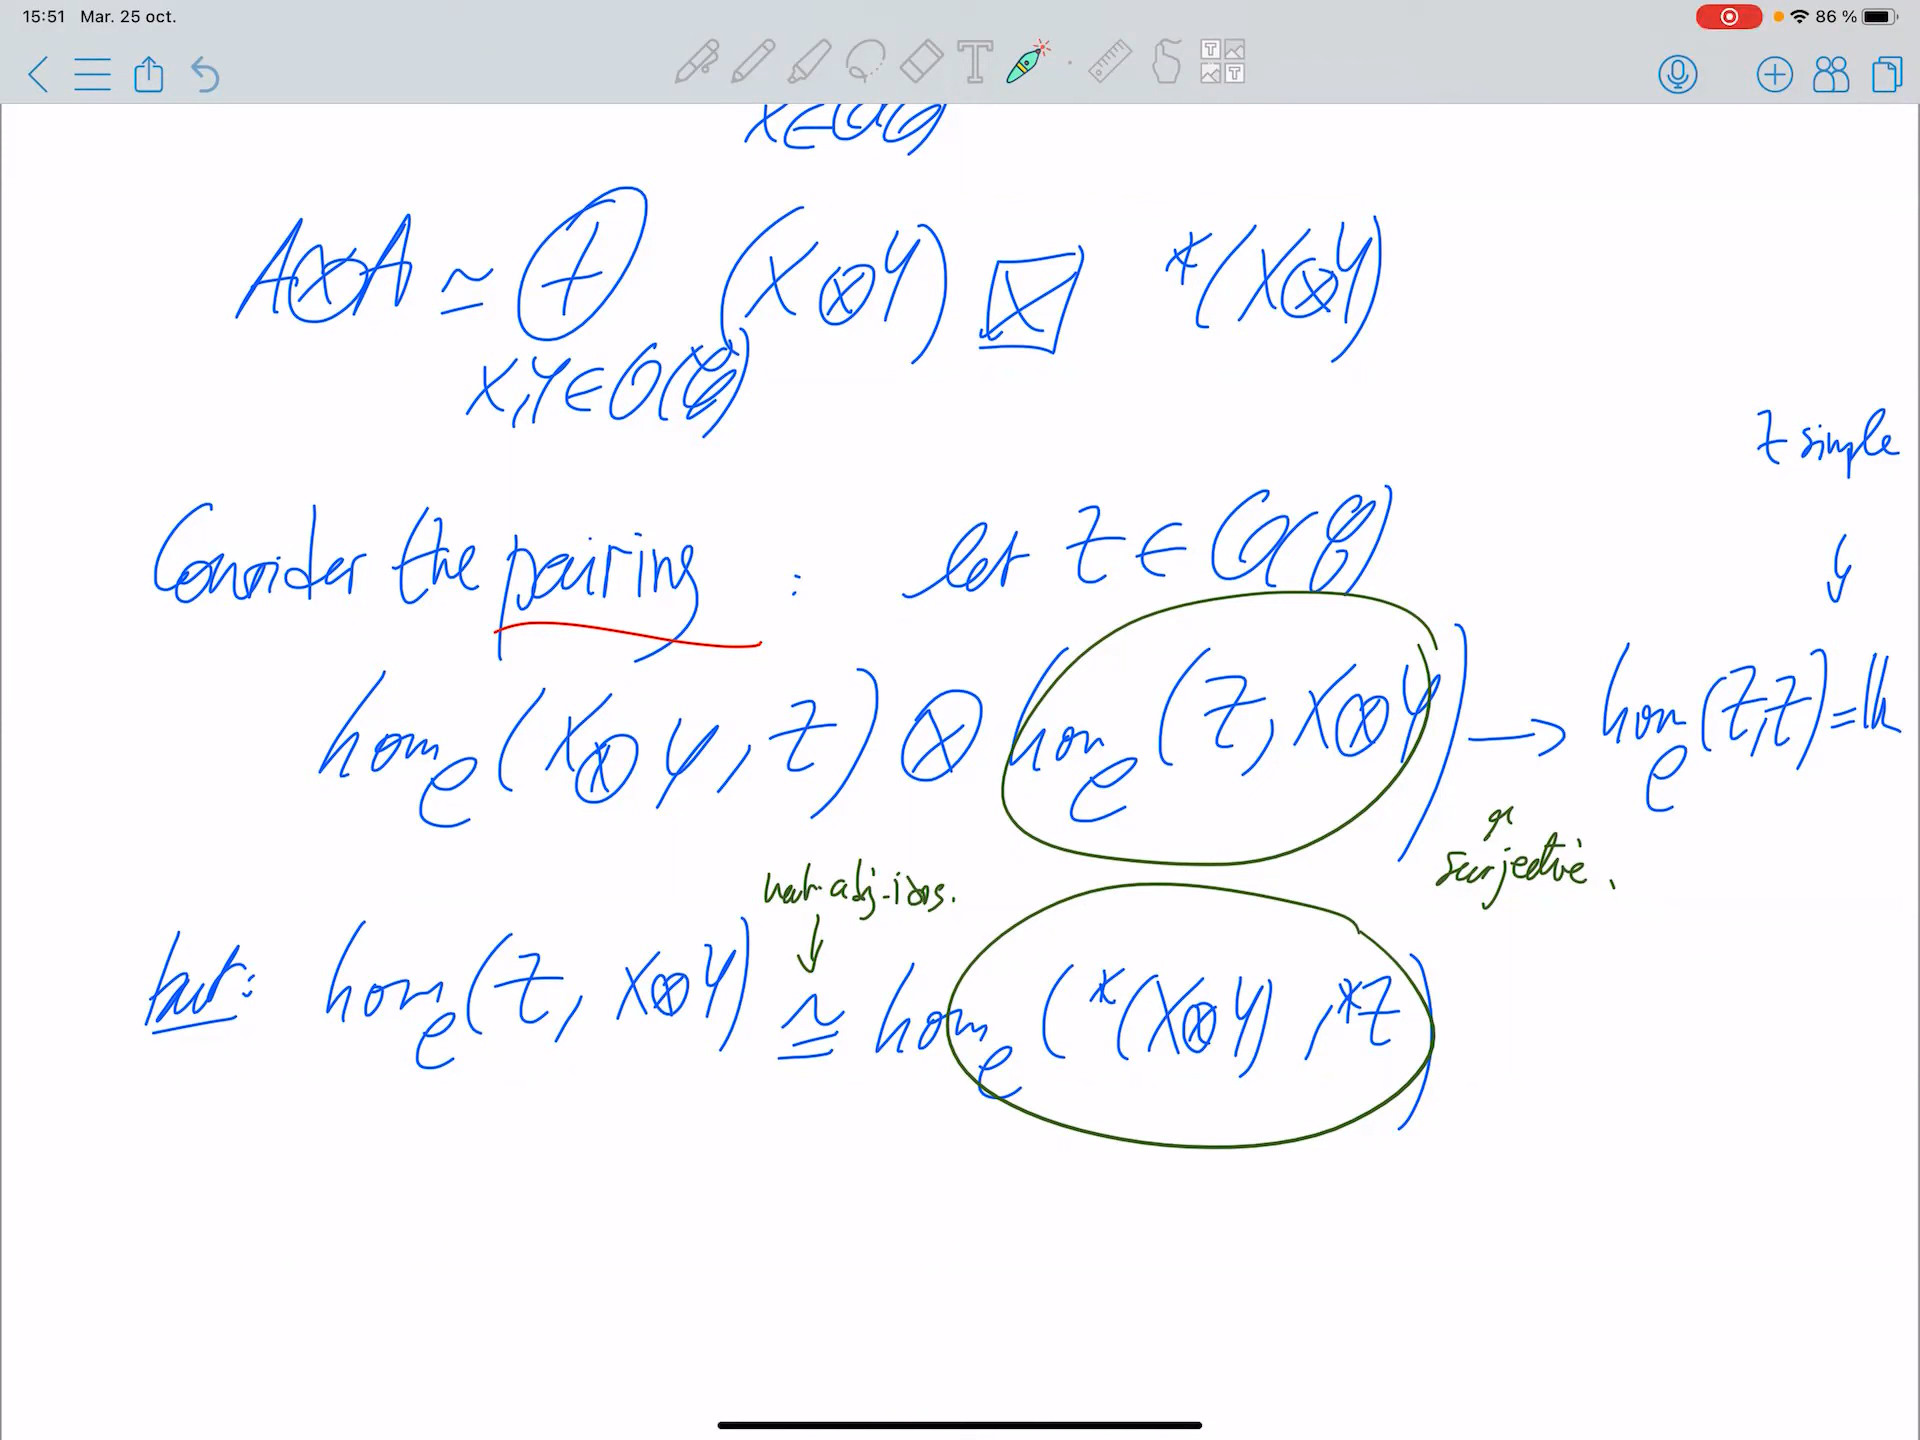 15:51 Mar. 25 oct. 86 %
X ∈ O(C)
A⊗A ≃ ⊕ (X⊗Y) ⊠ *(X⊗Y)
X,Y ∈ O(C)
Z simple
↓
Consider the pairing : let Z ∈ O(C)
hom_C (X⊗Y, Z) ⊗ hom_C (Z, X⊗Y) → hom_C (Z,Z) = 𝕜
surjective.
nat. adj-isos.
↓
but: hom_C (Z, X⊗Y) ≅ hom_C (*(X⊗Y), *Z)